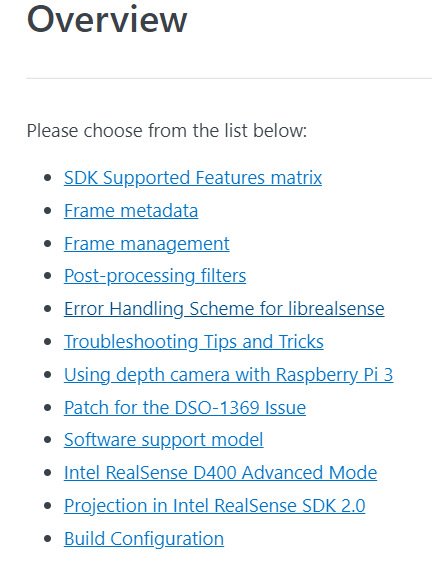 Overview
Please choose from the list below:
SDK Supported Features matrix
Frame metadata
Frame management
Post-processing filters
Error Handling Scheme for librealsense
Troubleshooting Tips and Tricks
Using depth camera with Raspberry Pi 3
Patch for the DSO-1369 Issue
Software support model
Intel RealSense D400 Advanced Mode
Projection in Intel RealSense SDK 2.0
Build Configuration